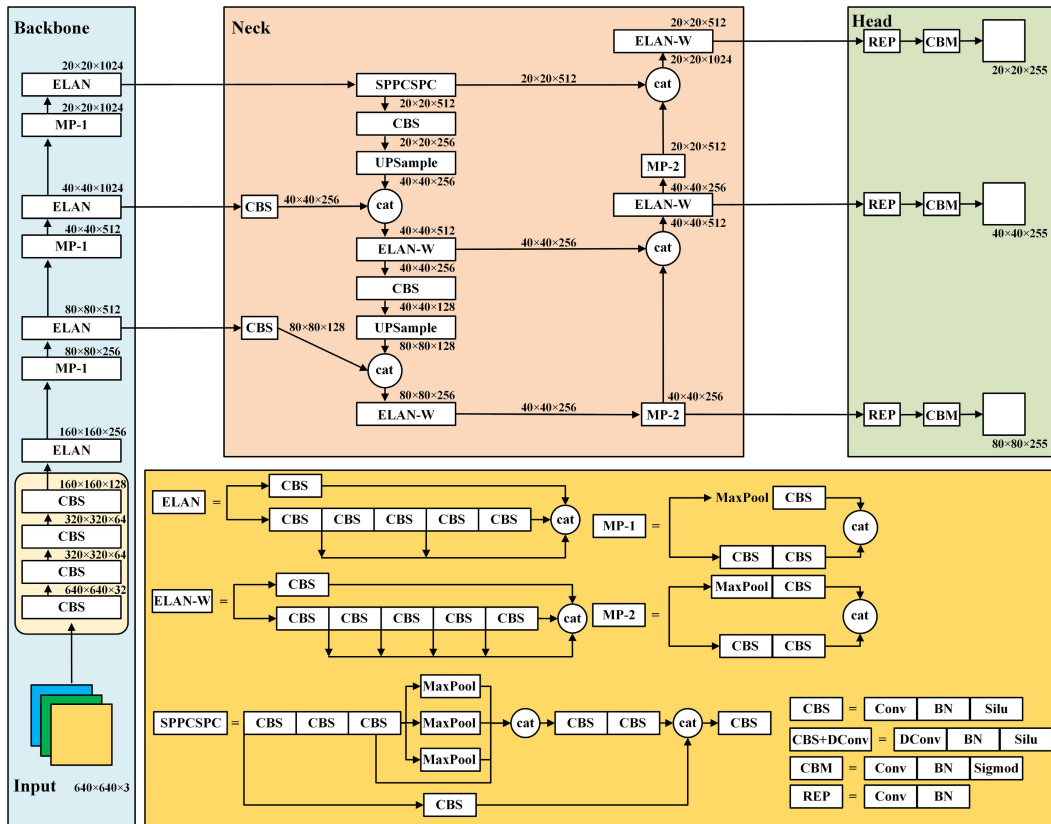 Backbone
20×20×1024
ELAN
20×20×1024
MP-1
40×40×1024
ELAN
40×40×512
MP-1
80×80×512
ELAN
80×80×256
MP-1
160×160×256
ELAN
160×160×128
CBS
320×320×64
CBS
320×320×64
CBS
640×640×32
CBS
Input
640×640×3
Neck
SPPCSPC
20×20×512
20×20×512
CBS
20×20×256
UPSample
40×40×256
CBS
40×40×256
cat
40×40×512
ELAN-W
40×40×256
40×40×256
CBS
40×40×128
UPSample
80×80×128
CBS
80×80×128
cat
80×80×256
ELAN-W
40×40×256
20×20×512
ELAN-W
20×20×1024
cat
20×20×512
MP-2
40×40×256
ELAN-W
40×40×512
cat
40×40×256
MP-2
Head
REP CBM
20×20×255
REP CBM
40×40×255
REP CBM
80×80×255
ELAN =
CBS
CBS CBS CBS CBS CBS
cat
MP-1 =
MaxPool CBS
CBS CBS
cat
ELAN-W =
CBS
CBS CBS CBS CBS CBS
cat
MP-2 =
MaxPool CBS
CBS CBS
cat
SPPCSPC =
CBS CBS CBS
MaxPool
MaxPool
MaxPool
cat
CBS CBS
cat
CBS
CBS
CBS = Conv BN Silu
CBS+DConv = DConv BN Silu
CBM = Conv BN Sigmod
REP = Conv BN